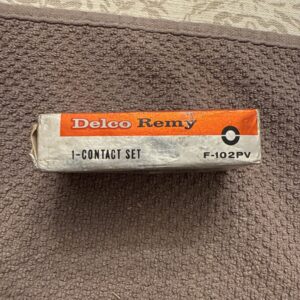 Delco Remy
1-CONTACT SET
F-102PV